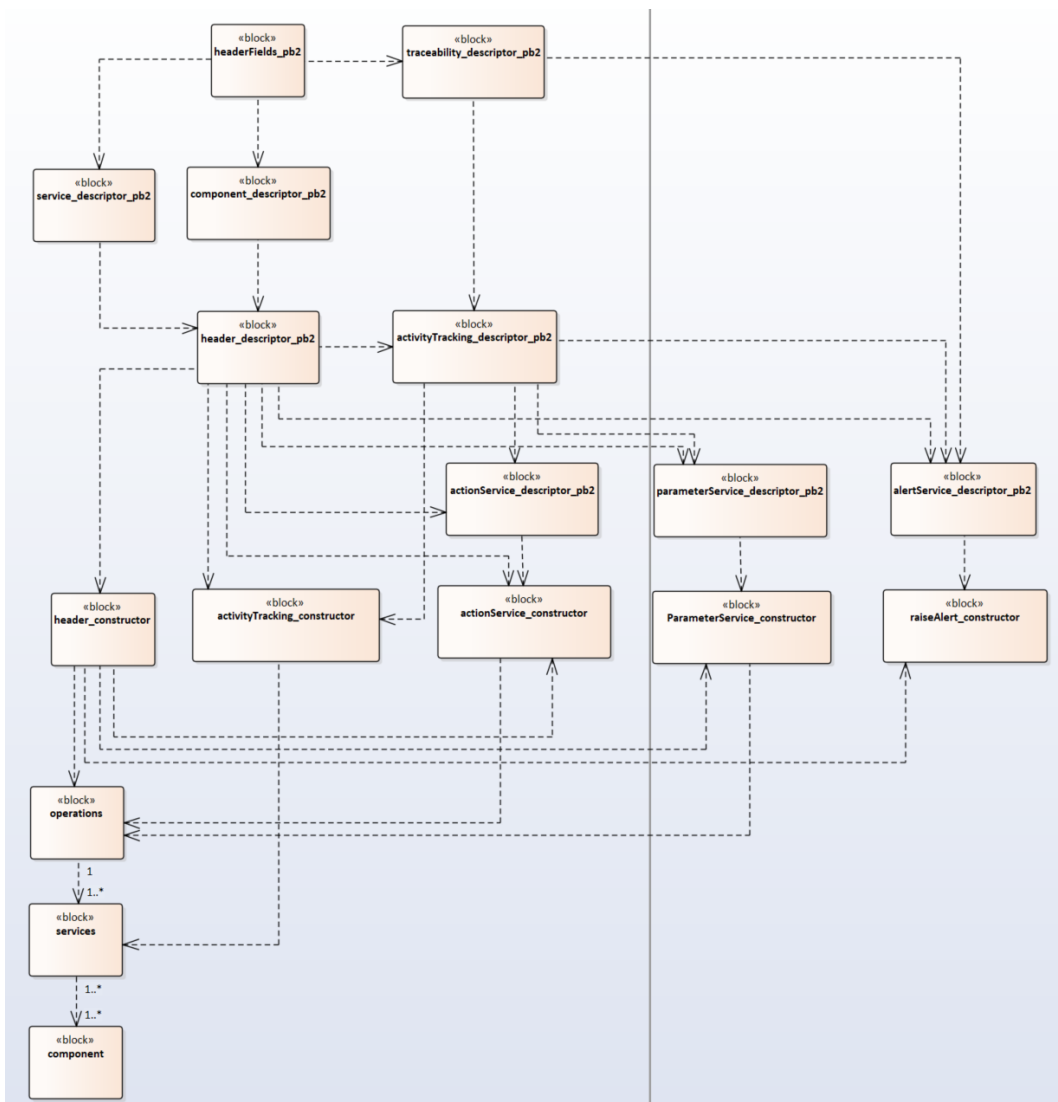 «block»
headerFields_pb2
«block»
traceability_descriptor_pb2
«block»
service_descriptor_pb2
«block»
component_descriptor_pb2
«block»
header_descriptor_pb2
«block»
activityTracking_descriptor_pb2
«block»
actionService_descriptor_pb2
«block»
parameterService_descriptor_pb2
«block»
alertService_descriptor_pb2
«block»
header_constructor
«block»
activityTracking_constructor
«block»
actionService_constructor
«block»
ParameterService_constructor
«block»
raiseAlert_constructor
«block»
operations
1
1..*
«block»
services
1..*
1..*
«block»
component